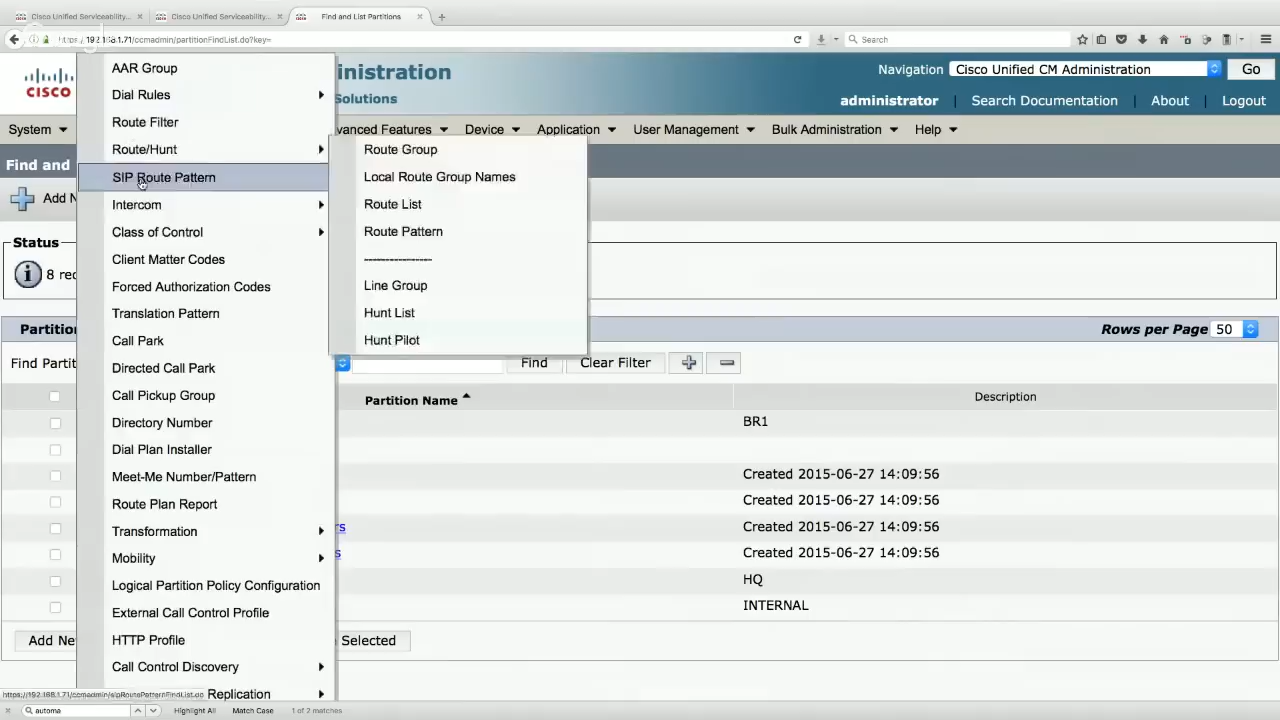 Cisco Unified Serviceability...
Cisco Unified Serviceability...
Find and List Partitions
192.168.1.71/ccmadmin/partitionFindList.do?key=
Search
CISCO
inistration
Solutions
Navigation
Cisco Unified CM Administration
Go
administrator
Search Documentation
About
Logout
System
vanced Features
Device
Application
User Management
Bulk Administration
Help
Find and
Add N
Status
8 rec
Partition
Rows per Page 50
Find Partit
Find
Clear Filter
Partition Name
Description
BR1
Created 2015-06-27 14:09:56
Created 2015-06-27 14:09:56
rs
Created 2015-06-27 14:09:56
s
Created 2015-06-27 14:09:56
HQ
INTERNAL
Add Ne
Selected
AAR Group
Dial Rules
Route Filter
Route/Hunt
SIP Route Pattern
Intercom
Class of Control
Client Matter Codes
Forced Authorization Codes
Translation Pattern
Call Park
Directed Call Park
Call Pickup Group
Directory Number
Dial Plan Installer
Meet-Me Number/Pattern
Route Plan Report
Transformation
Mobility
Logical Partition Policy Configuration
External Call Control Profile
HTTP Profile
Call Control Discovery
Replication
Route Group
Local Route Group Names
Route List
Route Pattern
----------------
Line Group
Hunt List
Hunt Pilot
https://192.168.1.71/ccmadmin/sipRoutePatternFindList.do
automa
Highlight All
Match Case
1 of 2 matches